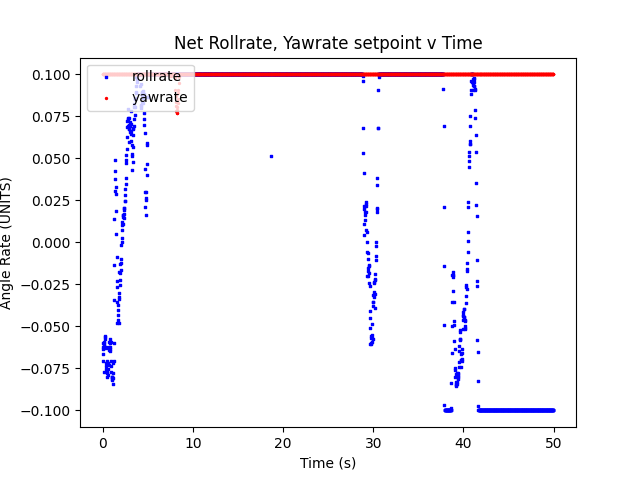 Net Rollrate, Yawrate setpoint v Time
rollrate
yawrate
0.100
0.075
0.050
0.025
0.000
−0.025
−0.050
−0.075
−0.100
Angle Rate (UNITS)
0 10 20 30 40 50
Time (s)